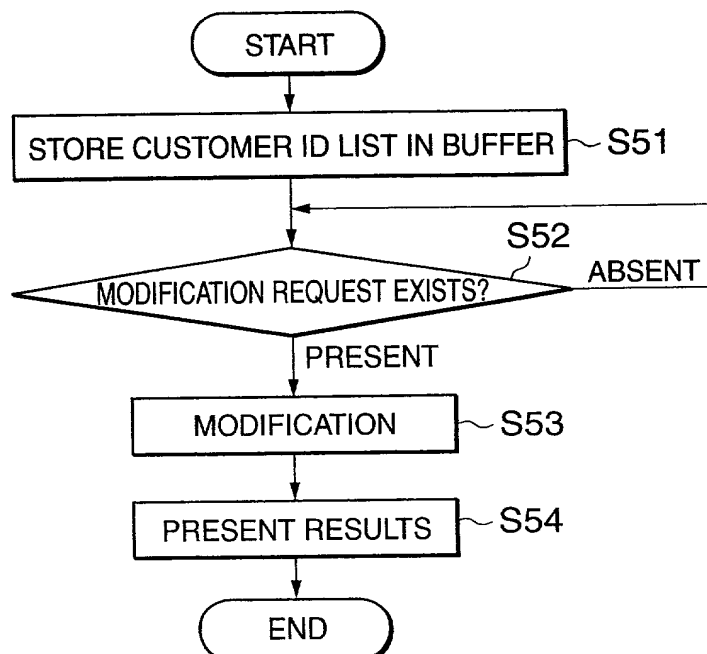 START
STORE CUSTOMER ID LIST IN BUFFER
S51
S52
MODIFICATION REQUEST EXISTS?
ABSENT
PRESENT
MODIFICATION
S53
PRESENT RESULTS
S54
END